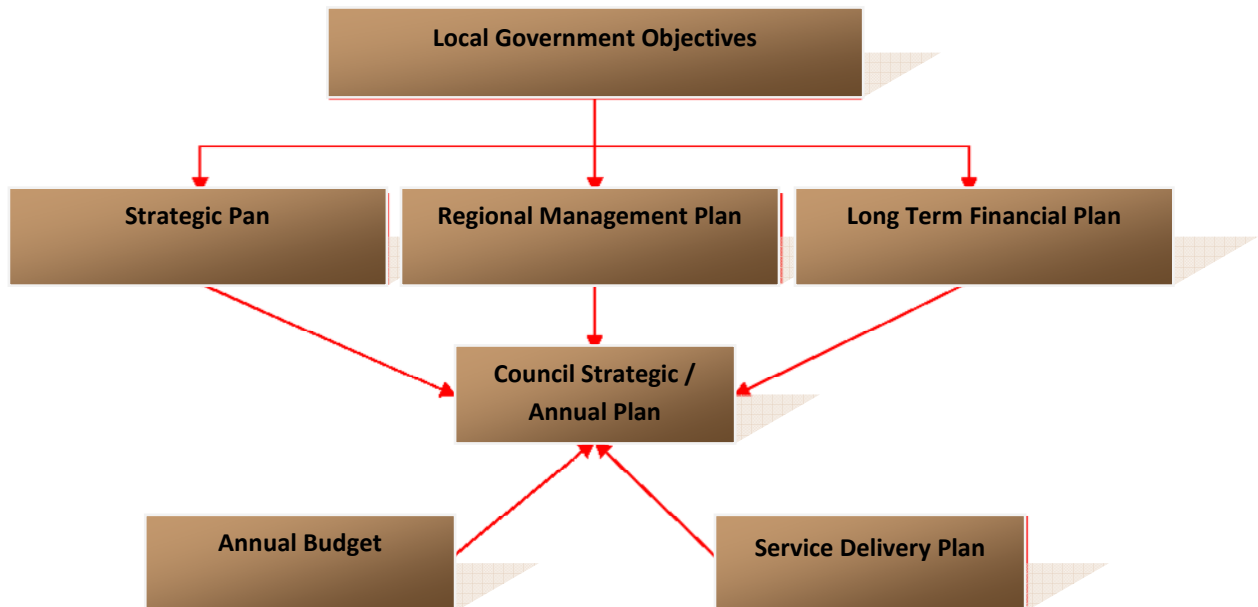 Local Government Objectives
Strategic Pan
Regional Management Plan
Long Term Financial Plan
Council Strategic /
Annual Plan
Annual Budget
Service Delivery Plan